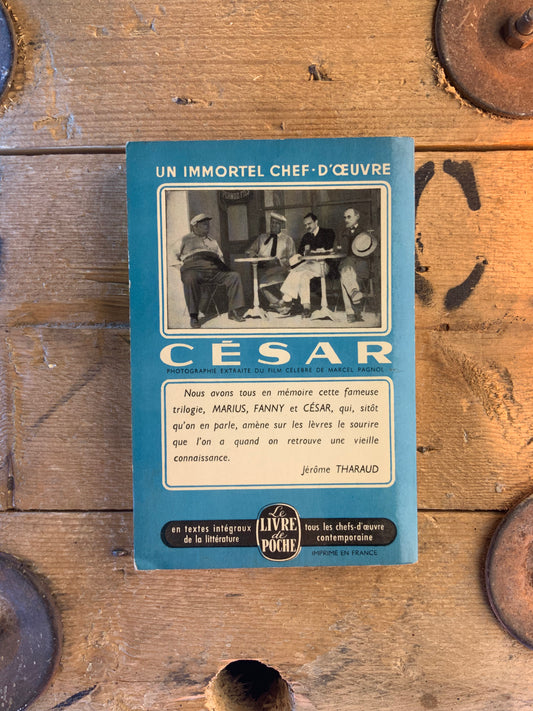 UN IMMORTEL CHEF-D'ŒUVRE
CÉSAR
PHOTOGRAPHIE EXTRAITE DU FILM CÉLÈBRE DE MARCEL PAGNOL
Nous avons tous en mémoire cette fameuse
trilogie, MARIUS, FANNY et CÉSAR, qui, sitôt
qu'on en parle, amène sur les lèvres le sourire
que l'on a quand on retrouve une vieille
connaissance.
Jérôme THARAUD
en textes intégraux
de la littérature
Le
LIVRE
de
POCHE
tous les chefs-d'œuvre
contemporaine
IMPRIMÉ EN FRANCE